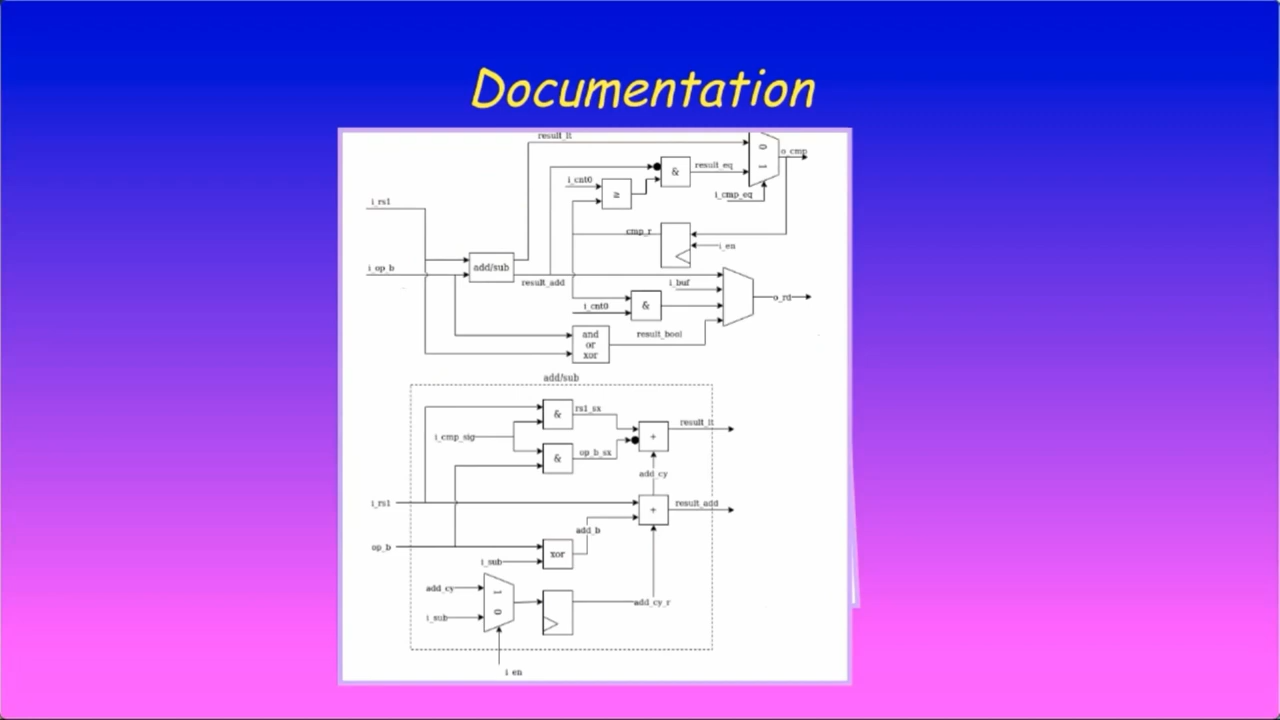 Documentation
result_lt
o_cmp
0
1
result_eq
&
i_cnt0
≥
i_cmp_eq
i_rs1
cmp_r
i_en
i_op_b
add/sub
result_add
i_buf
o_rd
i_cnt0
&
and
or
xor
result_bool
add/sub
&
rs1_sx
result_lt
i_cmp_sig
+
&
op_b_sx
add_cy
i_rs1
result_add
+
add_b
op_b
xor
i_sub
add_cy
1
0
add_cy_r
i_sub
i_en